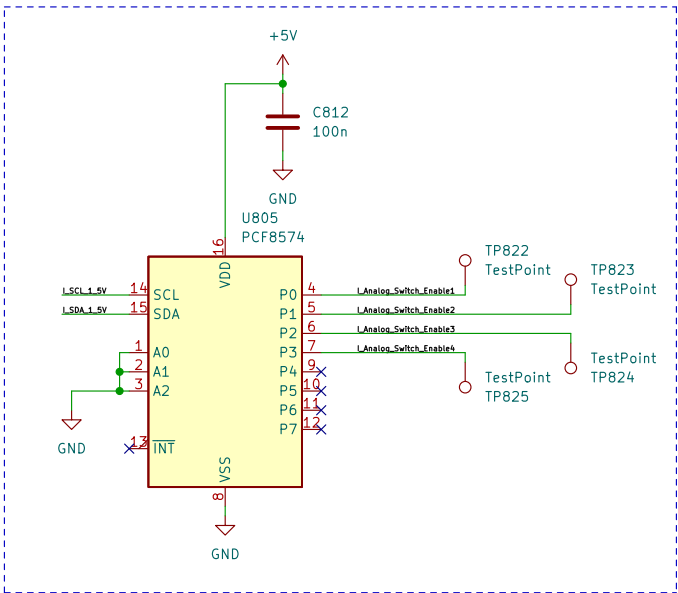 +5V
C812
100n
GND
U805
PCF8574
16
VDD
I_SCL_1_5V
14
SCL
I_SDA_1_5V
15
SDA
1
A0
2
A1
3
A2
GND
13
INT
VSS
8
GND
P0
4
I_Analog_Switch_Enable1
P1
5
I_Analog_Switch_Enable2
P2
6
I_Analog_Switch_Enable3
P3
7
I_Analog_Switch_Enable4
P4
9
P5
10
P6
11
P7
12
TP822
TestPoint
TP823
TestPoint
TestPoint
TP824
TestPoint
TP825